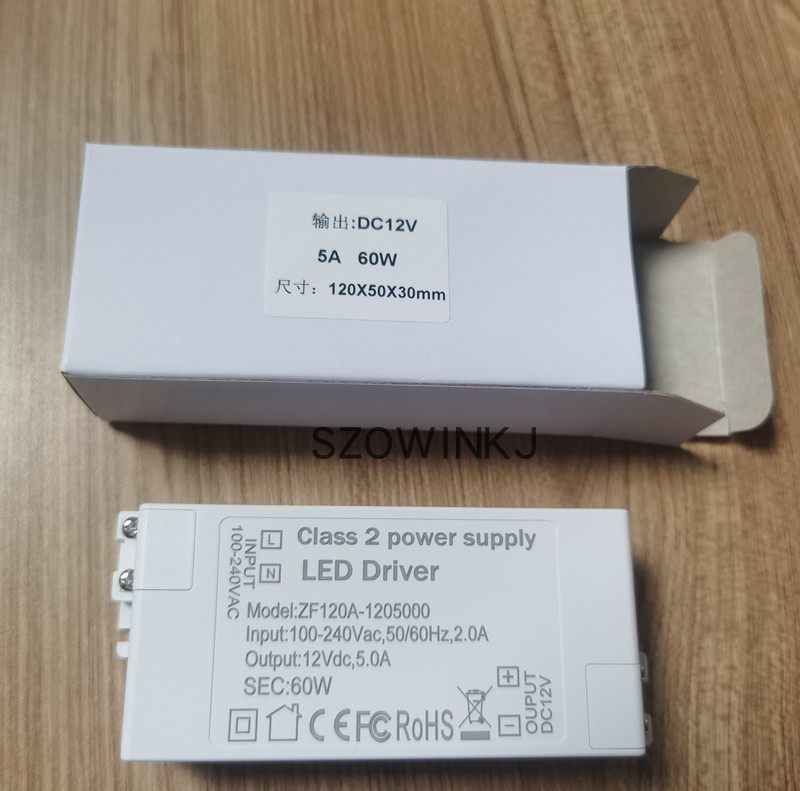 输出:DC12V
5A 60W
尺寸: 120X50X30mm
SZOWINKJ
INPUT
100-240VAC
L
N
Class 2 power supply
LED Driver
Model:ZF120A-1205000
Input:100-240Vac,50/60Hz,2.0A
Output:12Vdc,5.0A
SEC:60W
CE FC RoHS
+
-
OUPUT
DC12V